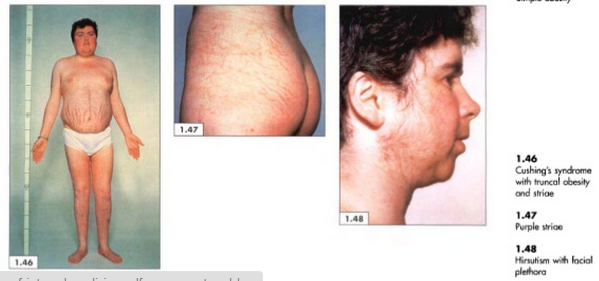 1.46
1.47
1.48
1.46
Cushing's syndrome
with truncal obesity
and striae
1.47
Purple striae
1.48
Hirsutism with facial
plethora